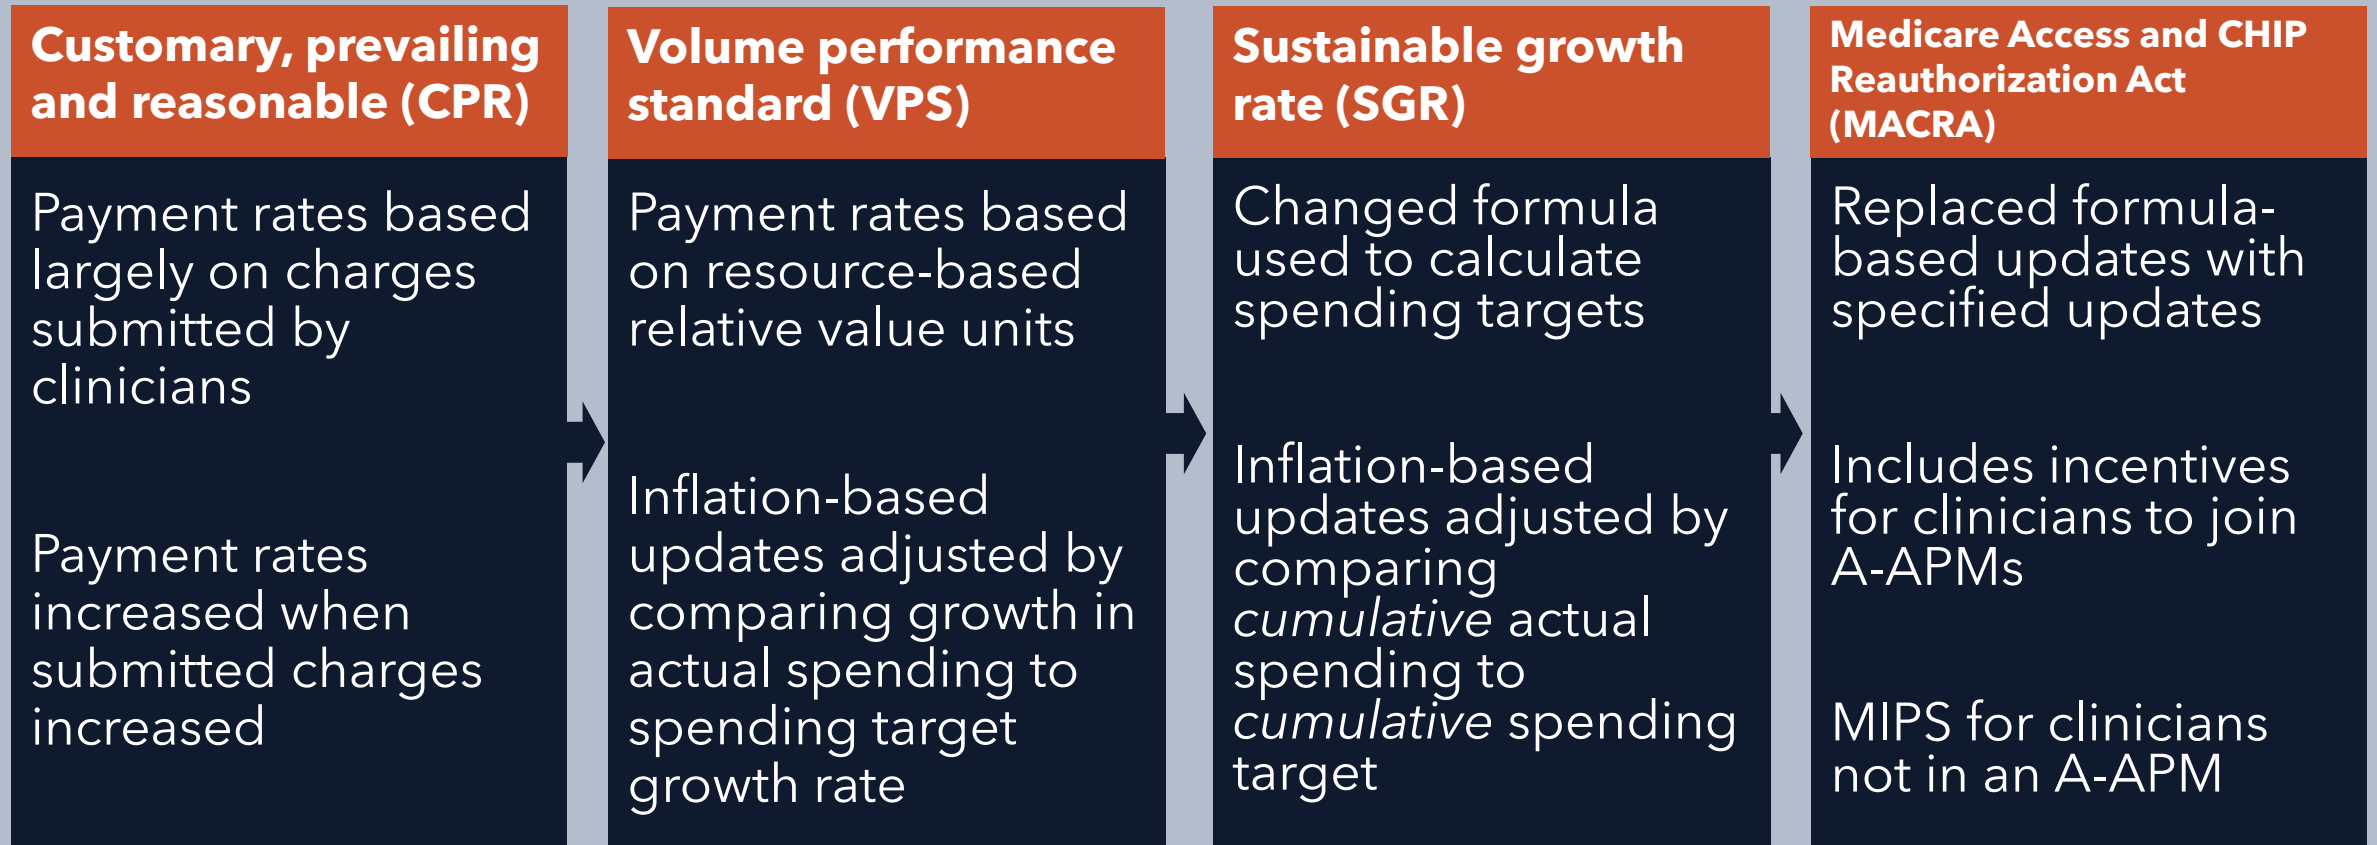 Customary, prevailing
and reasonable (CPR)
Payment rates based
largely on charges
submitted by
clinicians
Payment rates
increased when
submitted charges
increased
Volume performance
standard (VPS)
Payment rates based
on resource-based
relative value units
Inflation-based
updates adjusted by
comparing growth in
actual spending to
spending target
growth rate
Sustainable growth
rate (SGR)
Changed formula
used to calculate
spending targets
Inflation-based
updates adjusted by
comparing
cumulative actual
spending to
cumulative spending
target
Medicare Access and CHIP
Reauthorization Act
(MACRA)
Replaced formula-
based updates with
specified updates
Includes incentives
for clinicians to join
A-APMs
MIPS for clinicians
not in an A-APM